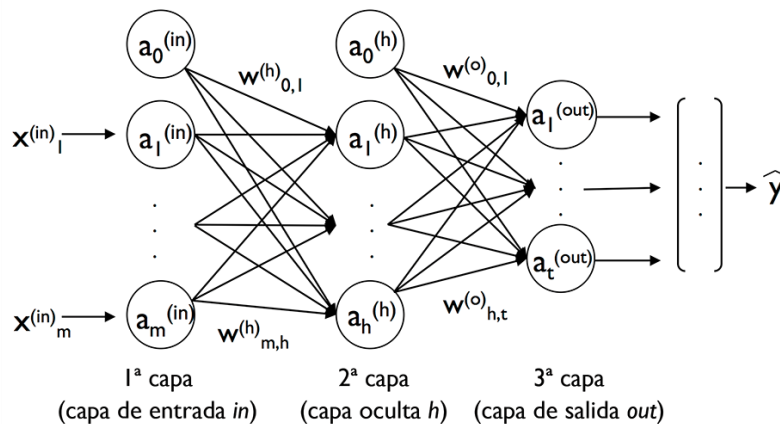 a₀⁽ⁱⁿ⁾ a₀⁽ʰ⁾
w⁽ʰ⁾₀,₁ w⁽ᵒ⁾₀,₁
x⁽ⁱⁿ⁾₁ a₁⁽ⁱⁿ⁾ a₁⁽ʰ⁾ a₁⁽ᵒᵘᵗ⁾
ŷ
x⁽ⁱⁿ⁾ₘ aₘ⁽ⁱⁿ⁾ aₕ⁽ʰ⁾ aₜ⁽ᵒᵘᵗ⁾
w⁽ʰ⁾ₘ,ₕ w⁽ᵒ⁾ₕ,ₜ
1ª capa 2ª capa 3ª capa
(capa de entrada in) (capa oculta h) (capa de salida out)